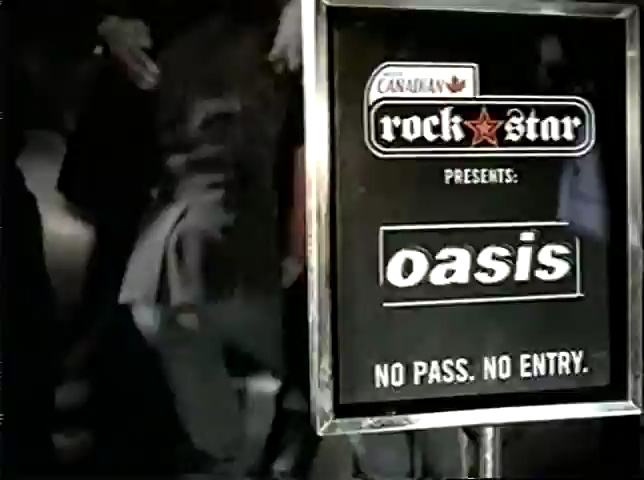 CANADIAN
rock star
PRESENTS:
oasis
NO PASS. NO ENTRY.